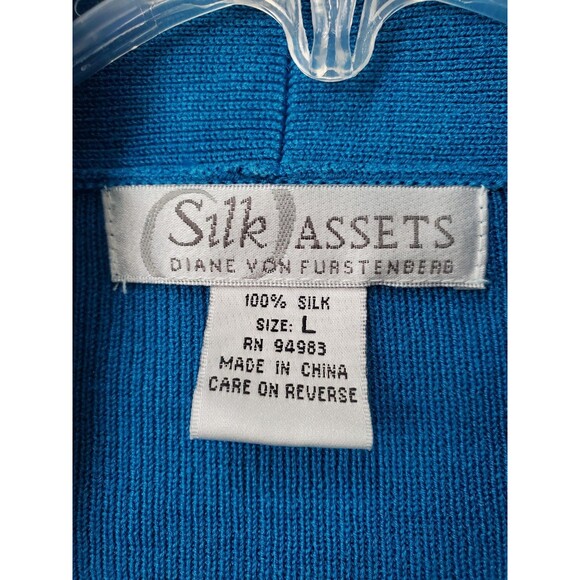 Silk ASSETS
DIANE VON FURSTENBERG
100% SILK
SIZE: L
RN 94983
MADE IN CHINA
CARE ON REVERSE